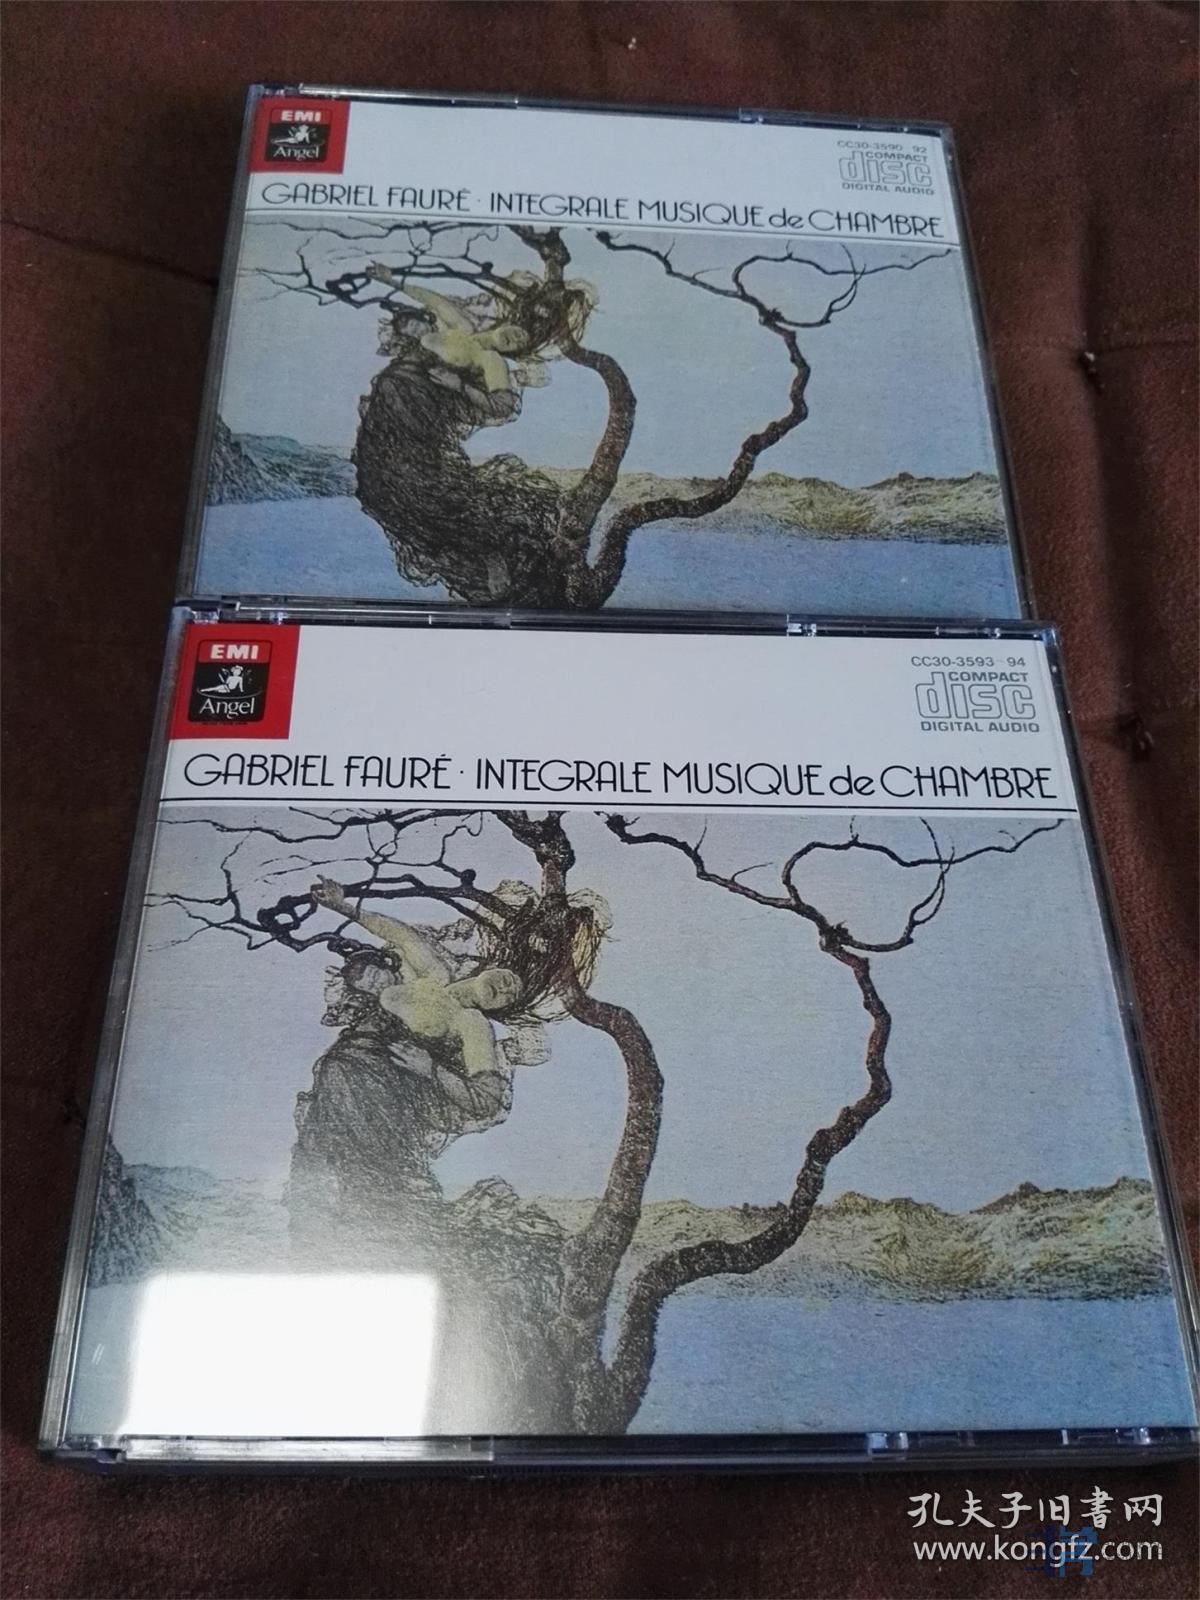 EMI
Angel
CC30-3590 92
COMPACT
disc
DIGITAL AUDIO
GABRIEL FAURÉ · INTEGRALE MUSIQUE de CHAMBRE
EMI
Angel
CC30-3593~94
COMPACT
disc
DIGITAL AUDIO
GABRIEL FAURÉ · INTEGRALE MUSIQUE de CHAMBRE
孔夫子旧书网
www.kongfz.com